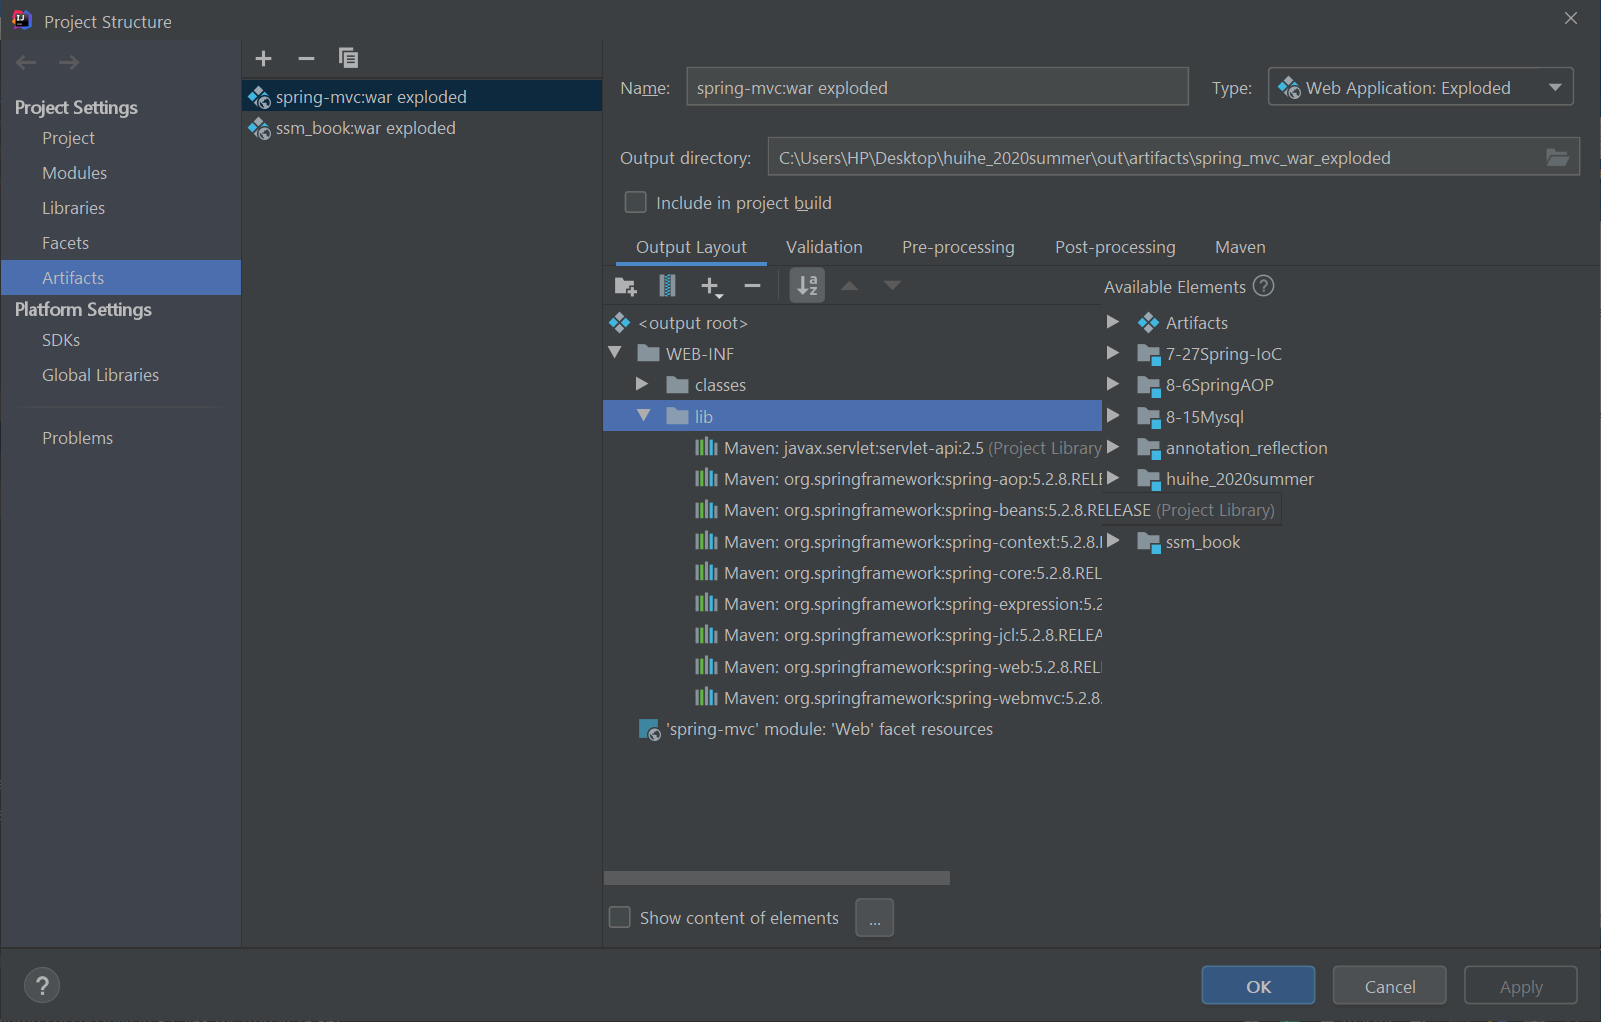 Project Structure
Project Settings
Project
Modules
Libraries
Facets
Artifacts
Platform Settings
SDKs
Global Libraries
Problems
spring-mvc:war exploded
ssm_book:war exploded
Name: spring-mvc:war exploded Type: Web Application: Exploded
Output directory: C:\Users\HP\Desktop\huihe_2020summer\out\artifacts\spring_mvc_war_exploded
Include in project build
Output Layout Validation Pre-processing Post-processing Maven
Available Elements
<output root>
WEB-INF
classes
lib
Maven: javax.servlet:servlet-api:2.5 (Project Library
Maven: org.springframework:spring-aop:5.2.8.RELE
Maven: org.springframework:spring-beans:5.2.8.RELEASE (Project Library)
Maven: org.springframework:spring-context:5.2.8.
Maven: org.springframework:spring-core:5.2.8.REL
Maven: org.springframework:spring-expression:5.2
Maven: org.springframework:spring-jcl:5.2.8.RELEA
Maven: org.springframework:spring-web:5.2.8.REL
Maven: org.springframework:spring-webmvc:5.2.8.
'spring-mvc' module: 'Web' facet resources
Artifacts
7-27Spring-IoC
8-6SpringAOP
8-15Mysql
annotation_reflection
huihe_2020summer
ssm_book
Show content of elements ...
OK Cancel Apply